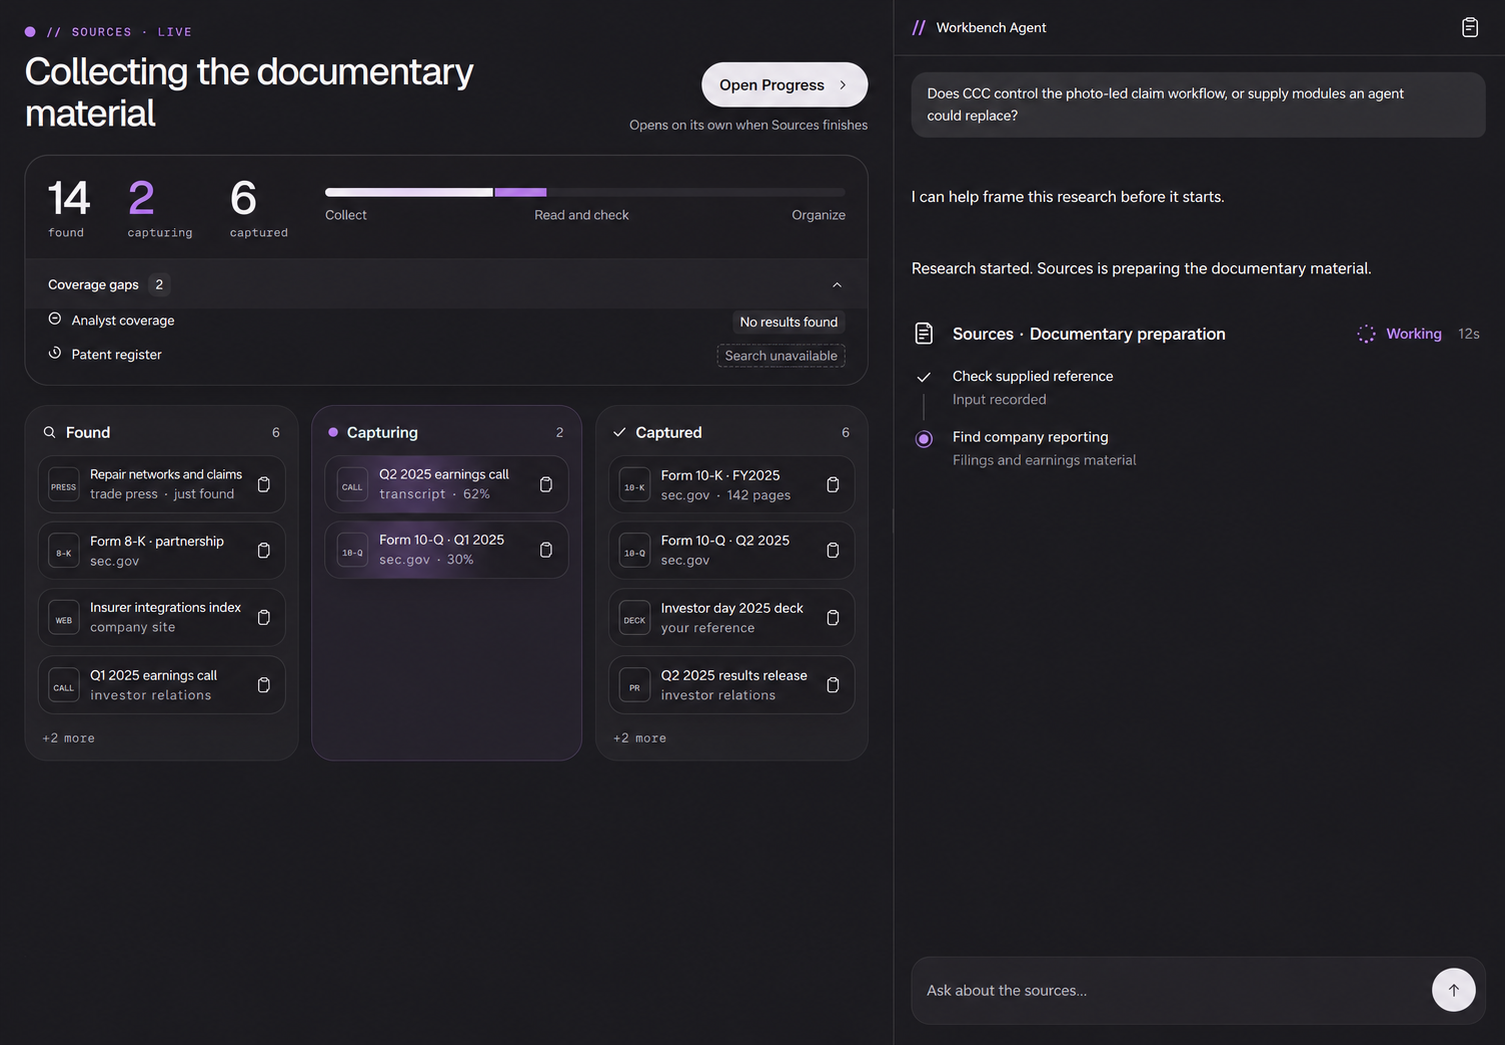 // SOURCES · LIVE
Collecting the documentary
material
Open Progress
Opens on its own when Sources finishes
14
found
2
capturing
6
captured
Collect
Read and check
Organize
Coverage gaps 2
Analyst coverage
No results found
Patent register
Search unavailable
Found 6
PRESS
Repair networks and claims
trade press · just found
8-K
Form 8-K · partnership
sec.gov
WEB
Insurer integrations index
company site
CALL
Q1 2025 earnings call
investor relations
+2 more
Capturing 2
CALL
Q2 2025 earnings call
transcript · 62%
10-Q
Form 10-Q · Q1 2025
sec.gov · 30%
Captured 6
10-K
Form 10-K · FY2025
sec.gov · 142 pages
10-Q
Form 10-Q · Q2 2025
sec.gov
DECK
Investor day 2025 deck
your reference
PR
Q2 2025 results release
investor relations
+2 more
// Workbench Agent
Does CCC control the photo-led claim workflow, or supply modules an agent
could replace?
I can help frame this research before it starts.
Research started. Sources is preparing the documentary material.
Sources · Documentary preparation
Working 12s
Check supplied reference
Input recorded
Find company reporting
Filings and earnings material
Ask about the sources...